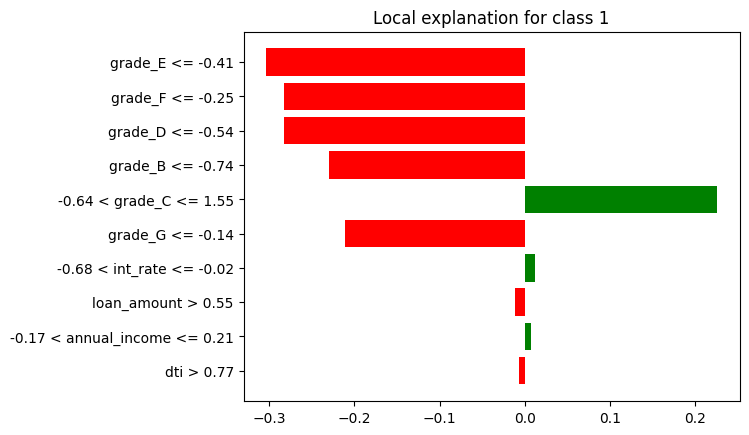 Local explanation for class 1
grade_E <= -0.41
grade_F <= -0.25
grade_D <= -0.54
grade_B <= -0.74
-0.64 < grade_C <= 1.55
grade_G <= -0.14
-0.68 < int_rate <= -0.02
loan_amount > 0.55
-0.17 < annual_income <= 0.21
dti > 0.77
−0.3 −0.2 −0.1 0.0 0.1 0.2